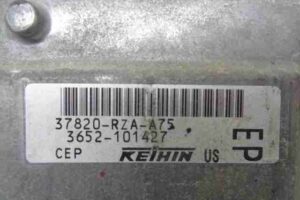 37820-RZA-A75
3652-101427
CEP KEIHIN US
EP